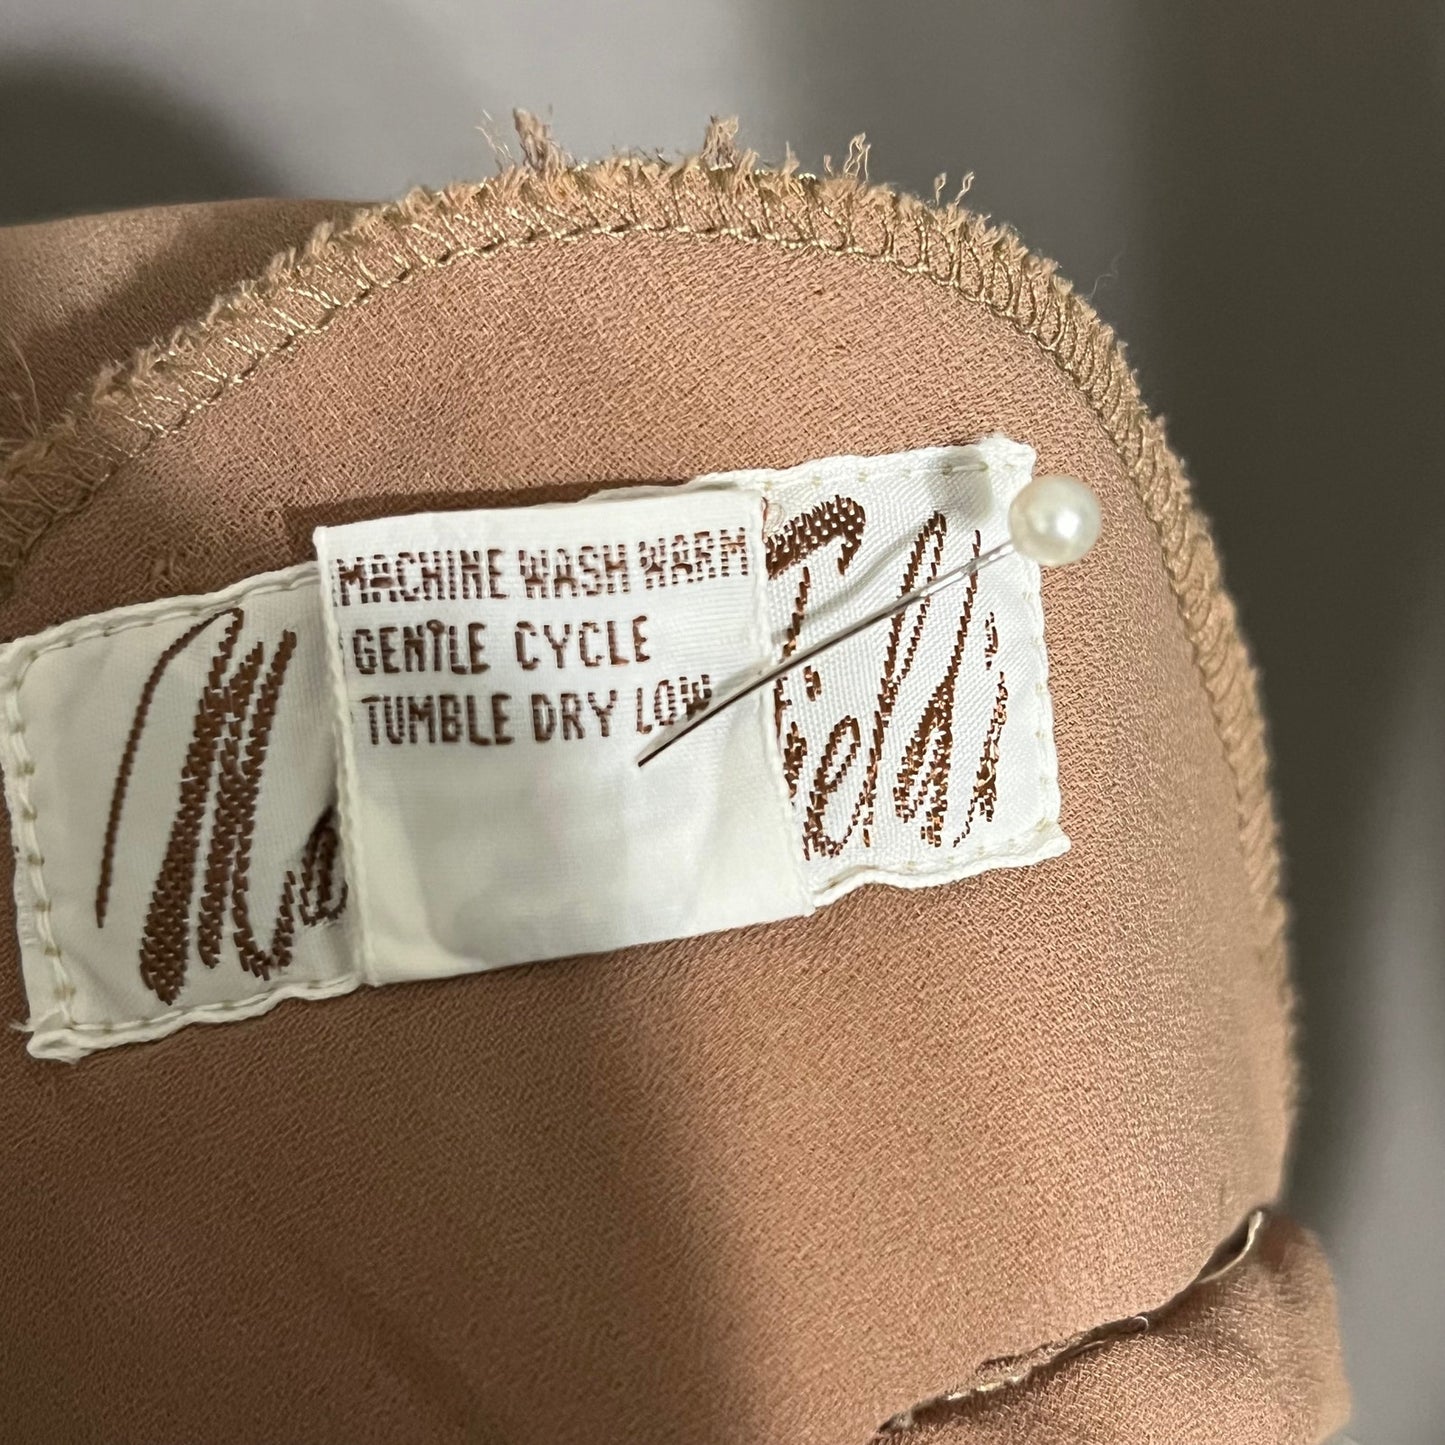 MACHINE WASH WARM
GENTLE CYCLE
TUMBLE DRY LOW